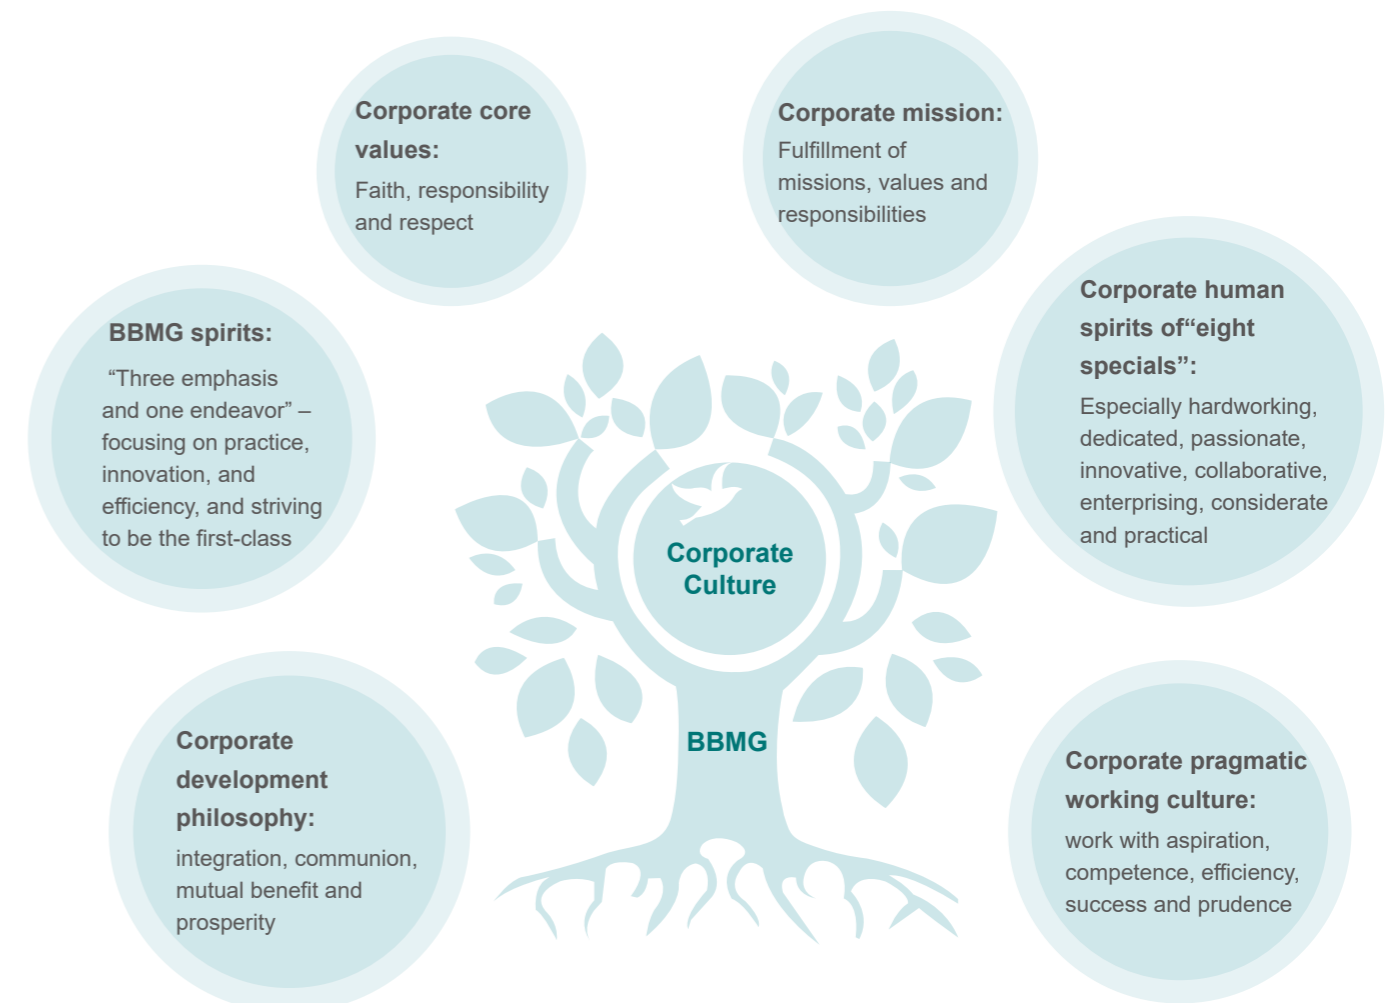 Corporate core
values:
Faith, responsibility
and respect
Corporate mission:
Fulfillment of
missions, values and
responsibilities
BBMG spirits:
“Three emphasis
and one endeavor” –
focusing on practice,
innovation, and
efficiency, and striving
to be the first-class
Corporate human
spirits of“eight
specials”:
Especially hardworking,
dedicated, passionate,
innovative, collaborative,
enterprising, considerate
and practical
Corporate
Culture
BBMG
Corporate
development
philosophy:
integration, communion,
mutual benefit and
prosperity
Corporate pragmatic
working culture:
work with aspiration,
competence, efficiency,
success and prudence